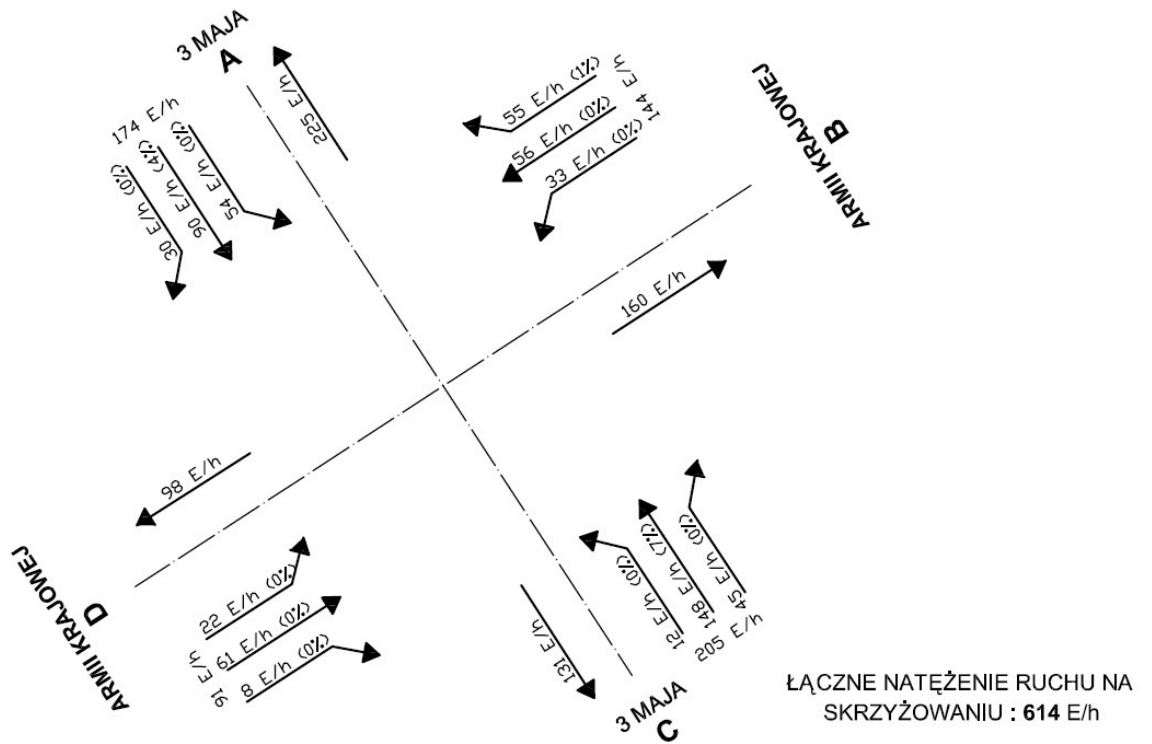 3 MAJA
A
225 E/h
174 E/h
54 E/h (0%)
90 E/h (4%)
30 E/h (0%)
55 E/h (1%)
56 E/h (0%)
33 E/h (0%)
144 E/h
ARMII KRAJOWEJ
B
160 E/h
98 E/h
ARMII KRAJOWEJ
D
22 E/h (0%)
61 E/h (0%)
8 E/h (0%)
91 E/h
131 E/h
12 E/h (0%)
148 E/h (7%)
45 E/h (0%)
205 E/h
3 MAJA
C
ŁĄCZNE NATĘŻENIE RUCHU NA
SKRZYŻOWANIU : 614 E/h